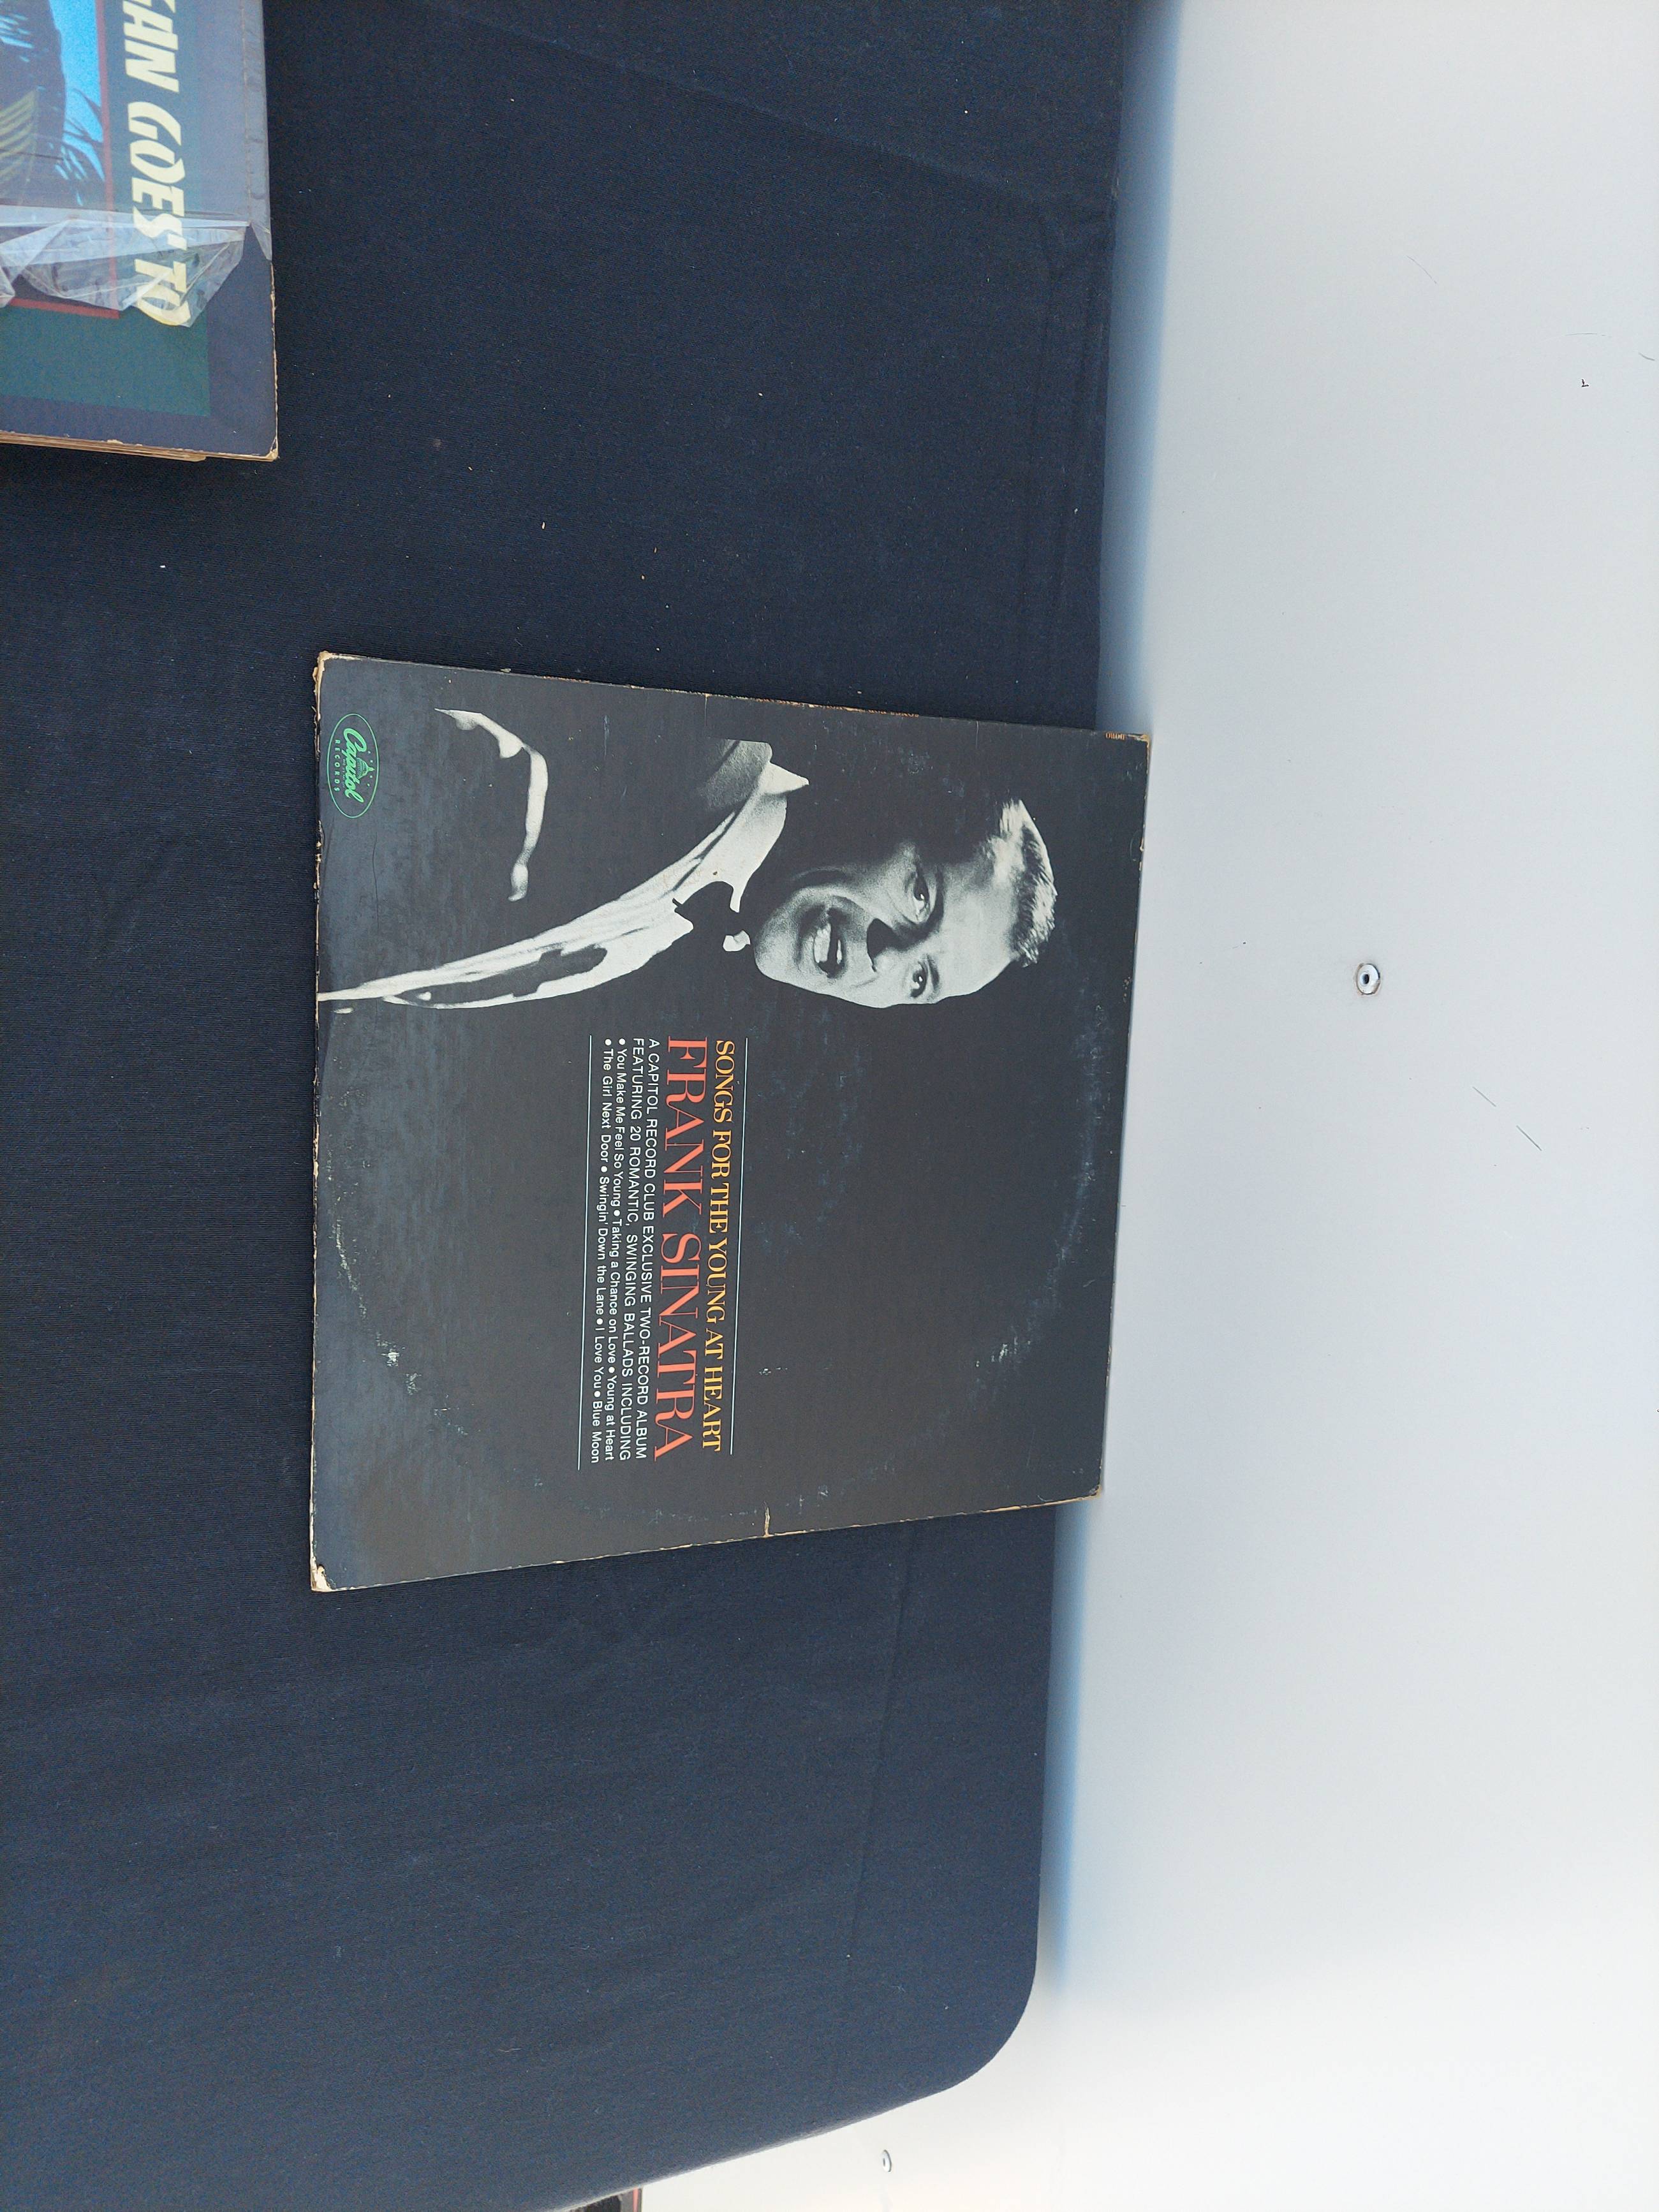 GAN GOES TO
SONGS FOR THE YOUNG AT HEART
FRANK SINATRA
A CAPITOL RECORD CLUB EXCLUSIVE TWO-RECORD ALBUM
FEATURING 20 ROMANTIC, SWINGING BALLADS INCLUDING
• You Make Me Feel So Young • Taking a Chance on Love • Young at Heart
• The Girl Next Door • Swingin' Down the Lane • I Love You • Blue Moon
Capitol
RECORDS